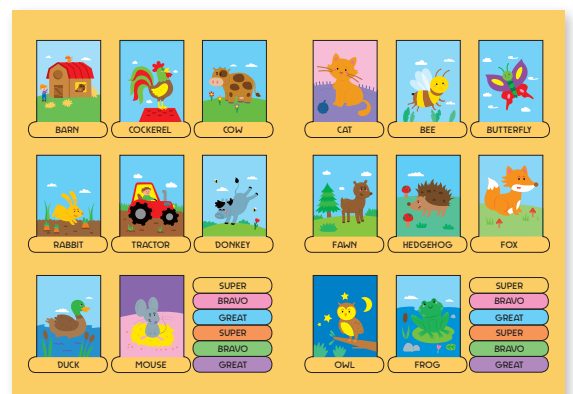 BARN
COCKEREL
COW
CAT
BEE
BUTTERFLY
RABBIT
TRACTOR
DONKEY
FAWN
HEDGEHOG
FOX
DUCK
MOUSE
SUPER
BRAVO
GREAT
SUPER
BRAVO
GREAT
OWL
FROG
SUPER
BRAVO
GREAT
SUPER
BRAVO
GREAT